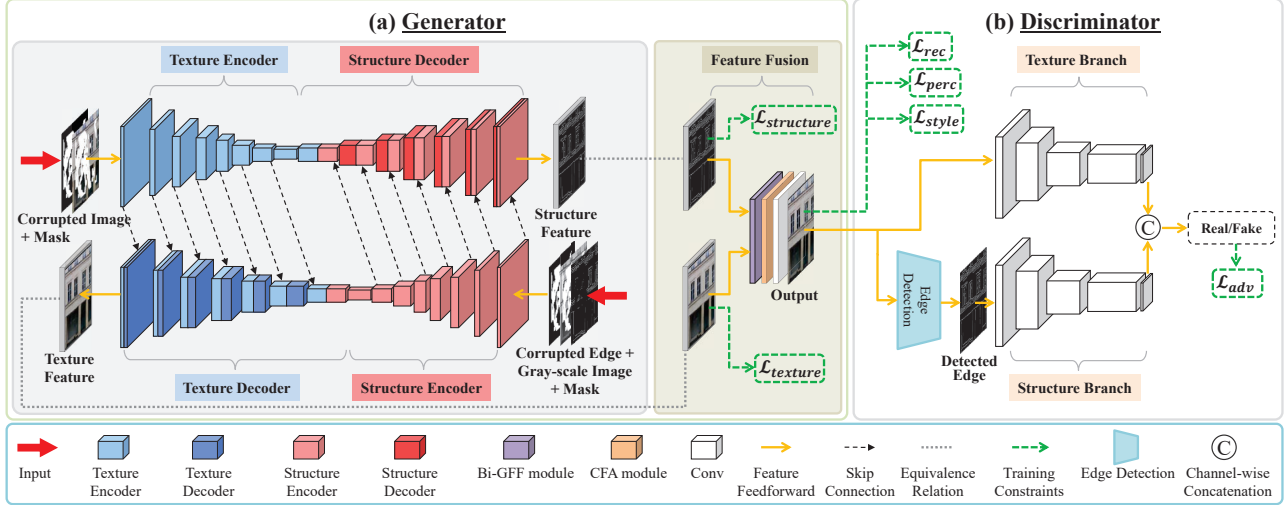 (a) Generator
Texture Encoder
Structure Decoder
Corrupted Image
+ Mask
Structure
Feature
Texture
Feature
Corrupted Edge +
Gray-scale Image
+ Mask
Texture Decoder
Structure Encoder
Feature Fusion
ℒstructure
Output
ℒtexture
ℒrec
ℒperc
ℒstyle
(b) Discriminator
Texture Branch
C
Real/Fake
ℒadv
Edge
Detection
Detected
Edge
Structure Branch
Input
Texture
Encoder
Texture
Decoder
Structure
Encoder
Structure
Decoder
Bi-GFF module
CFA module
Conv
Feature
Feedforward
Skip
Connection
Equivalence
Relation
Training
Constraints
Edge Detection
C
Channel-wise
Concatenation